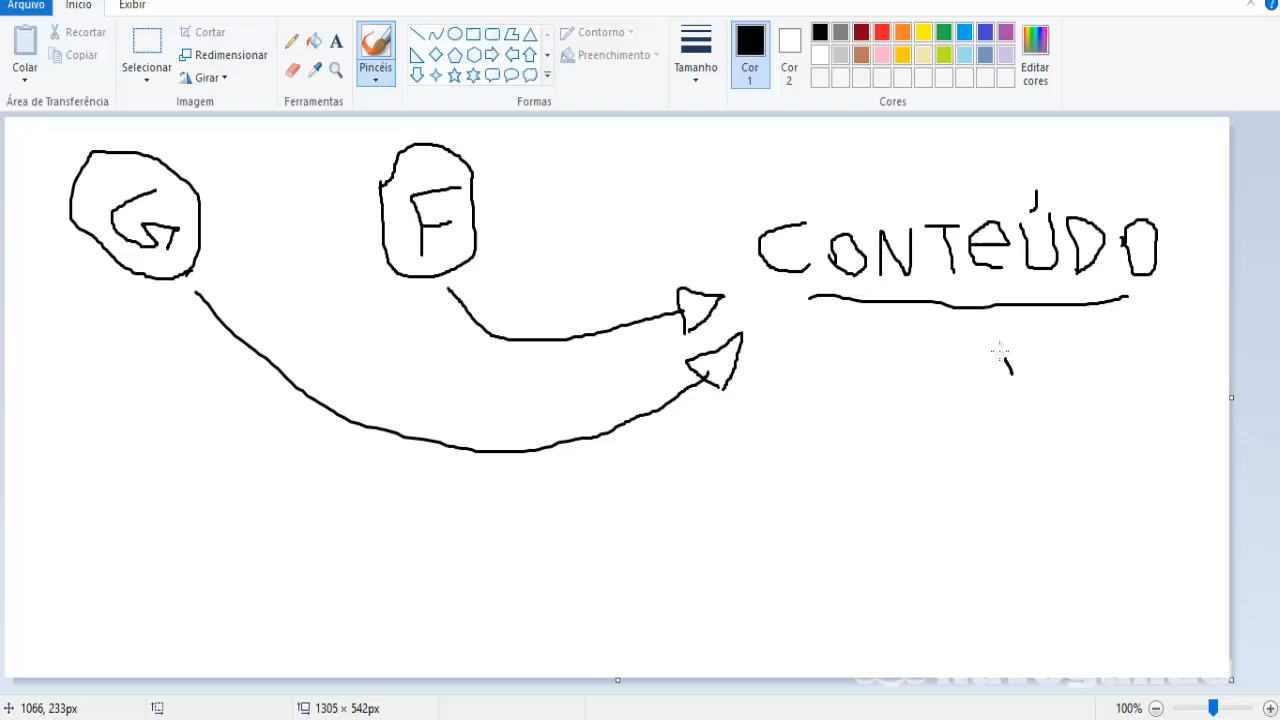 Arquivo Início Exibir
Colar
Recortar
Copiar
Área de Transferência
Selecionar
Cortar
Redimensionar
Girar
Imagem
A
Ferramentas
Pincéis
Contorno
Preenchimento
Formas
Tamanho
Cor 1
Cor 2
Editar cores
Cores
G F CONTEÚDO
1066, 233px
1305 × 542px
100%